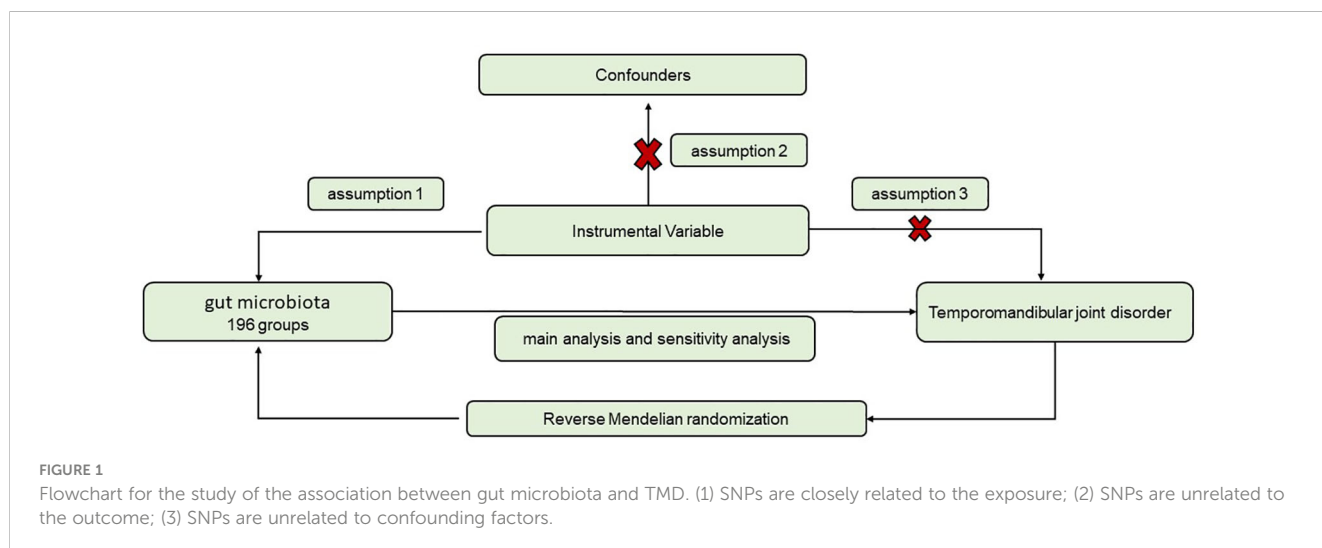 Confounders
assumption 2
assumption 1
assumption 3
Instrumental Variable
gut microbiota
196 groups
Temporomandibular joint disorder
main analysis and sensitivity analysis
Reverse Mendelian randomization
FIGURE 1
Flowchart for the study of the association between gut microbiota and TMD. (1) SNPs are closely related to the exposure; (2) SNPs are unrelated to
the outcome; (3) SNPs are unrelated to confounding factors.